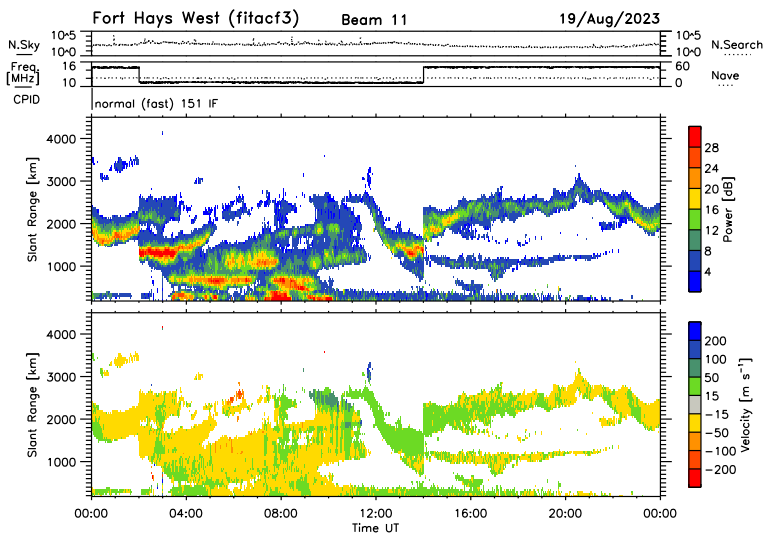 Fort Hays West (fitacf3) Beam 11 19/Aug/2023
N.Sky 10^5 10^0 10^5 10^0 N.Search
Freq. [MHz] 16 10 60 0 Nave
CPID normal (fast) 151 IF
Slant Range [km]
4000
3000
2000
1000
Power [dB]
28
24
20
16
12
8
4
Slant Range [km]
4000
3000
2000
1000
Velocity [m s⁻¹]
200
100
50
15
−15
−50
−100
−200
00:00 04:00 08:00 12:00 16:00 20:00 00:00
Time UT